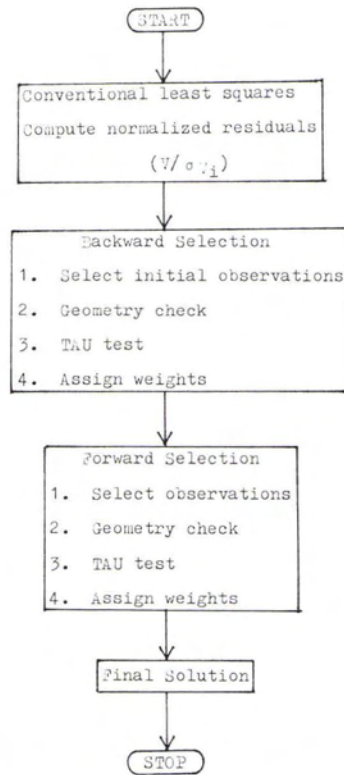 START
Conventional least squares
Compute normalized residuals
(V/σvi)
Backward Selection
1. Select initial observations
2. Geometry check
3. TAU test
4. Assign weights
Forward Selection
1. Select observations
2. Geometry check
3. TAU test
4. Assign weights
Final Solution
STOP